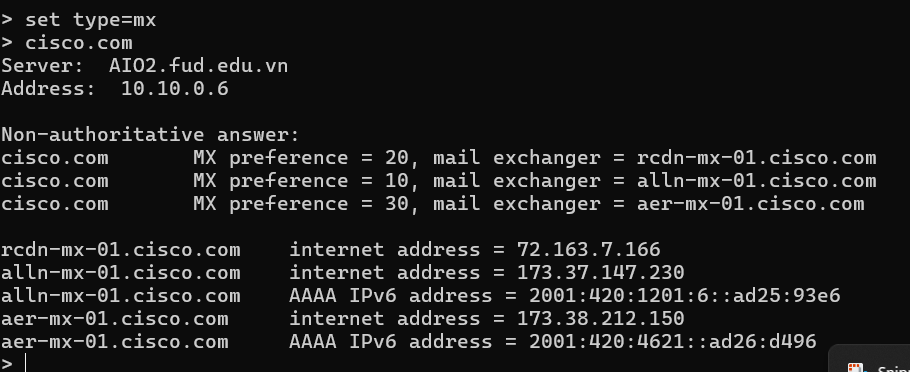 > set type=mx
> cisco.com
Server:  AIO2.fud.edu.vn
Address:  10.10.0.6

Non-authoritative answer:
cisco.com       MX preference = 20, mail exchanger = rcdn-mx-01.cisco.com
cisco.com       MX preference = 10, mail exchanger = alln-mx-01.cisco.com
cisco.com       MX preference = 30, mail exchanger = aer-mx-01.cisco.com

rcdn-mx-01.cisco.com    internet address = 72.163.7.166
alln-mx-01.cisco.com    internet address = 173.37.147.230
alln-mx-01.cisco.com    AAAA IPv6 address = 2001:420:1201:6::ad25:93e6
aer-mx-01.cisco.com     internet address = 173.38.212.150
aer-mx-01.cisco.com     AAAA IPv6 address = 2001:420:4621::ad26:d496
>